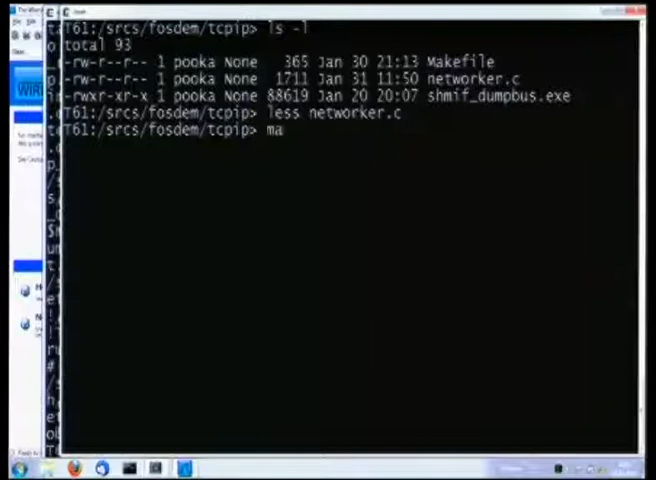 T61:/srcs/fosdem/tcpip> ls -l
total 93
-rw-r--r-- 1 pooka None   365 Jan 30 21:13 Makefile
-rw-r--r-- 1 pooka None  1711 Jan 31 11:50 networker.c
-rwxr-xr-x 1 pooka None 88619 Jan 20 20:07 shmif_dumpbus.exe
T61:/srcs/fosdem/tcpip> less networker.c
T61:/srcs/fosdem/tcpip> ma